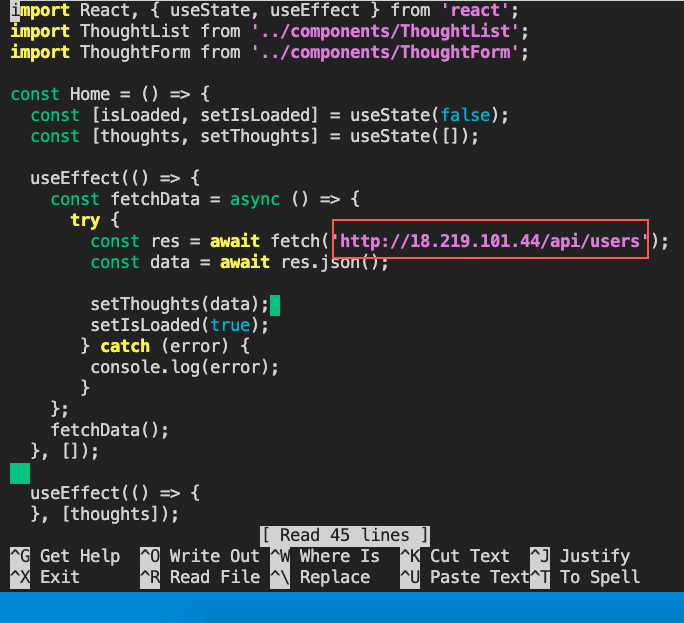 import React, { useState, useEffect } from 'react';
import ThoughtList from '../components/ThoughtList';
import ThoughtForm from '../components/ThoughtForm';
const Home = () => {
  const [isLoaded, setIsLoaded] = useState(false);
  const [thoughts, setThoughts] = useState([]);
  useEffect(() => {
    const fetchData = async () => {
      try {
        const res = await fetch('http://18.219.101.44/api/users');
        const data = await res.json();
        setThoughts(data);
        setIsLoaded(true);
       } catch (error) {
        console.log(error);
       }
    };
    fetchData();
  }, []);
  useEffect(() => {
  }, [thoughts]);
[ Read 45 lines ]
^G Get Help ^O Write Out ^W Where Is ^K Cut Text ^J Justify
^X Exit ^R Read File ^\ Replace ^U Paste Text ^T To Spell